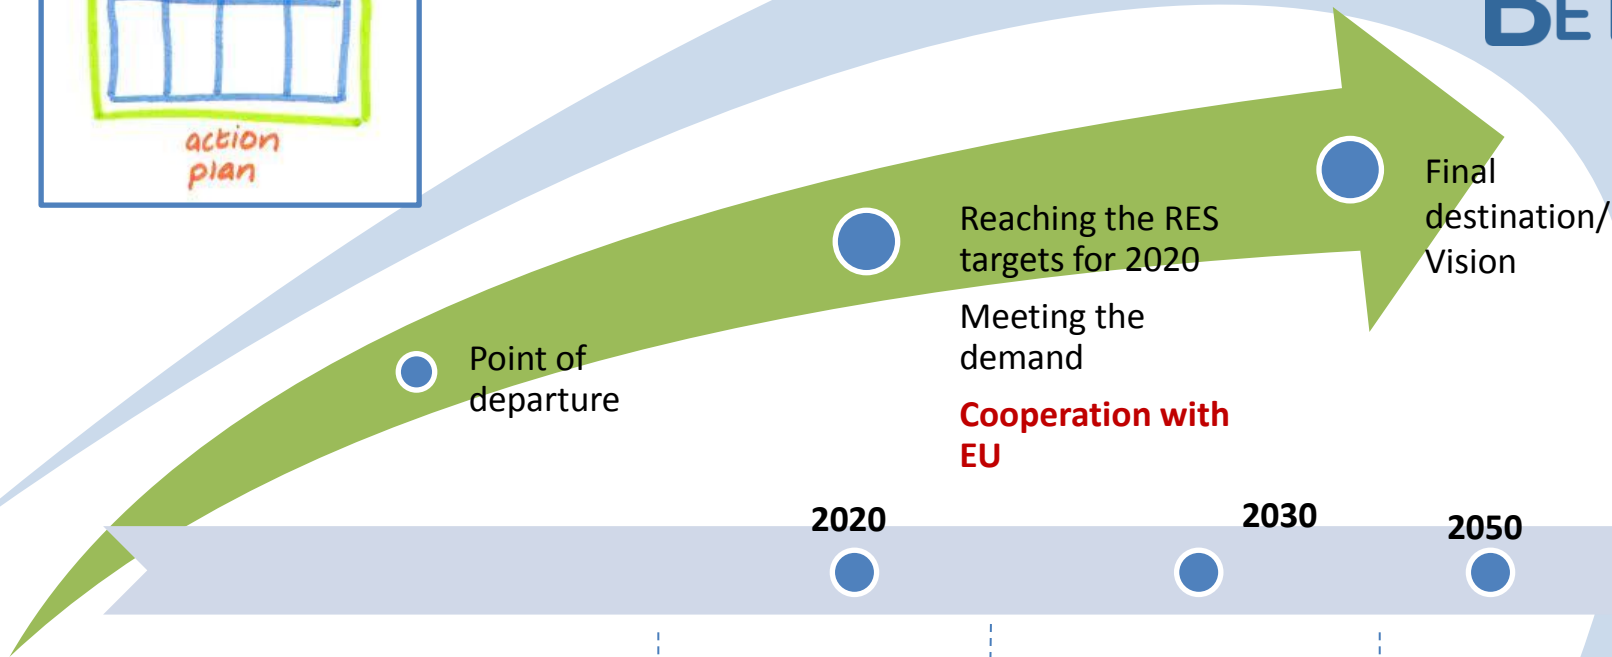 action
plan
Point of
departure
Reaching the RES
targets for 2020
Meeting the
demand
Cooperation with
EU
Final
destination/
Vision
2020
2030
2050